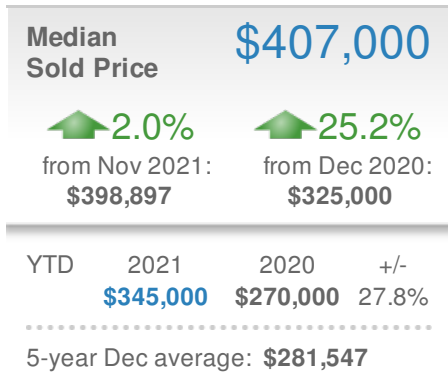 Median $407,000
Sold Price
2.0% 25.2%
from Nov 2021: from Dec 2020:
$398,897 $325,000
YTD 2021 2020 +/-
$345,000 $270,000 27.8%
5-year Dec average: $281,547